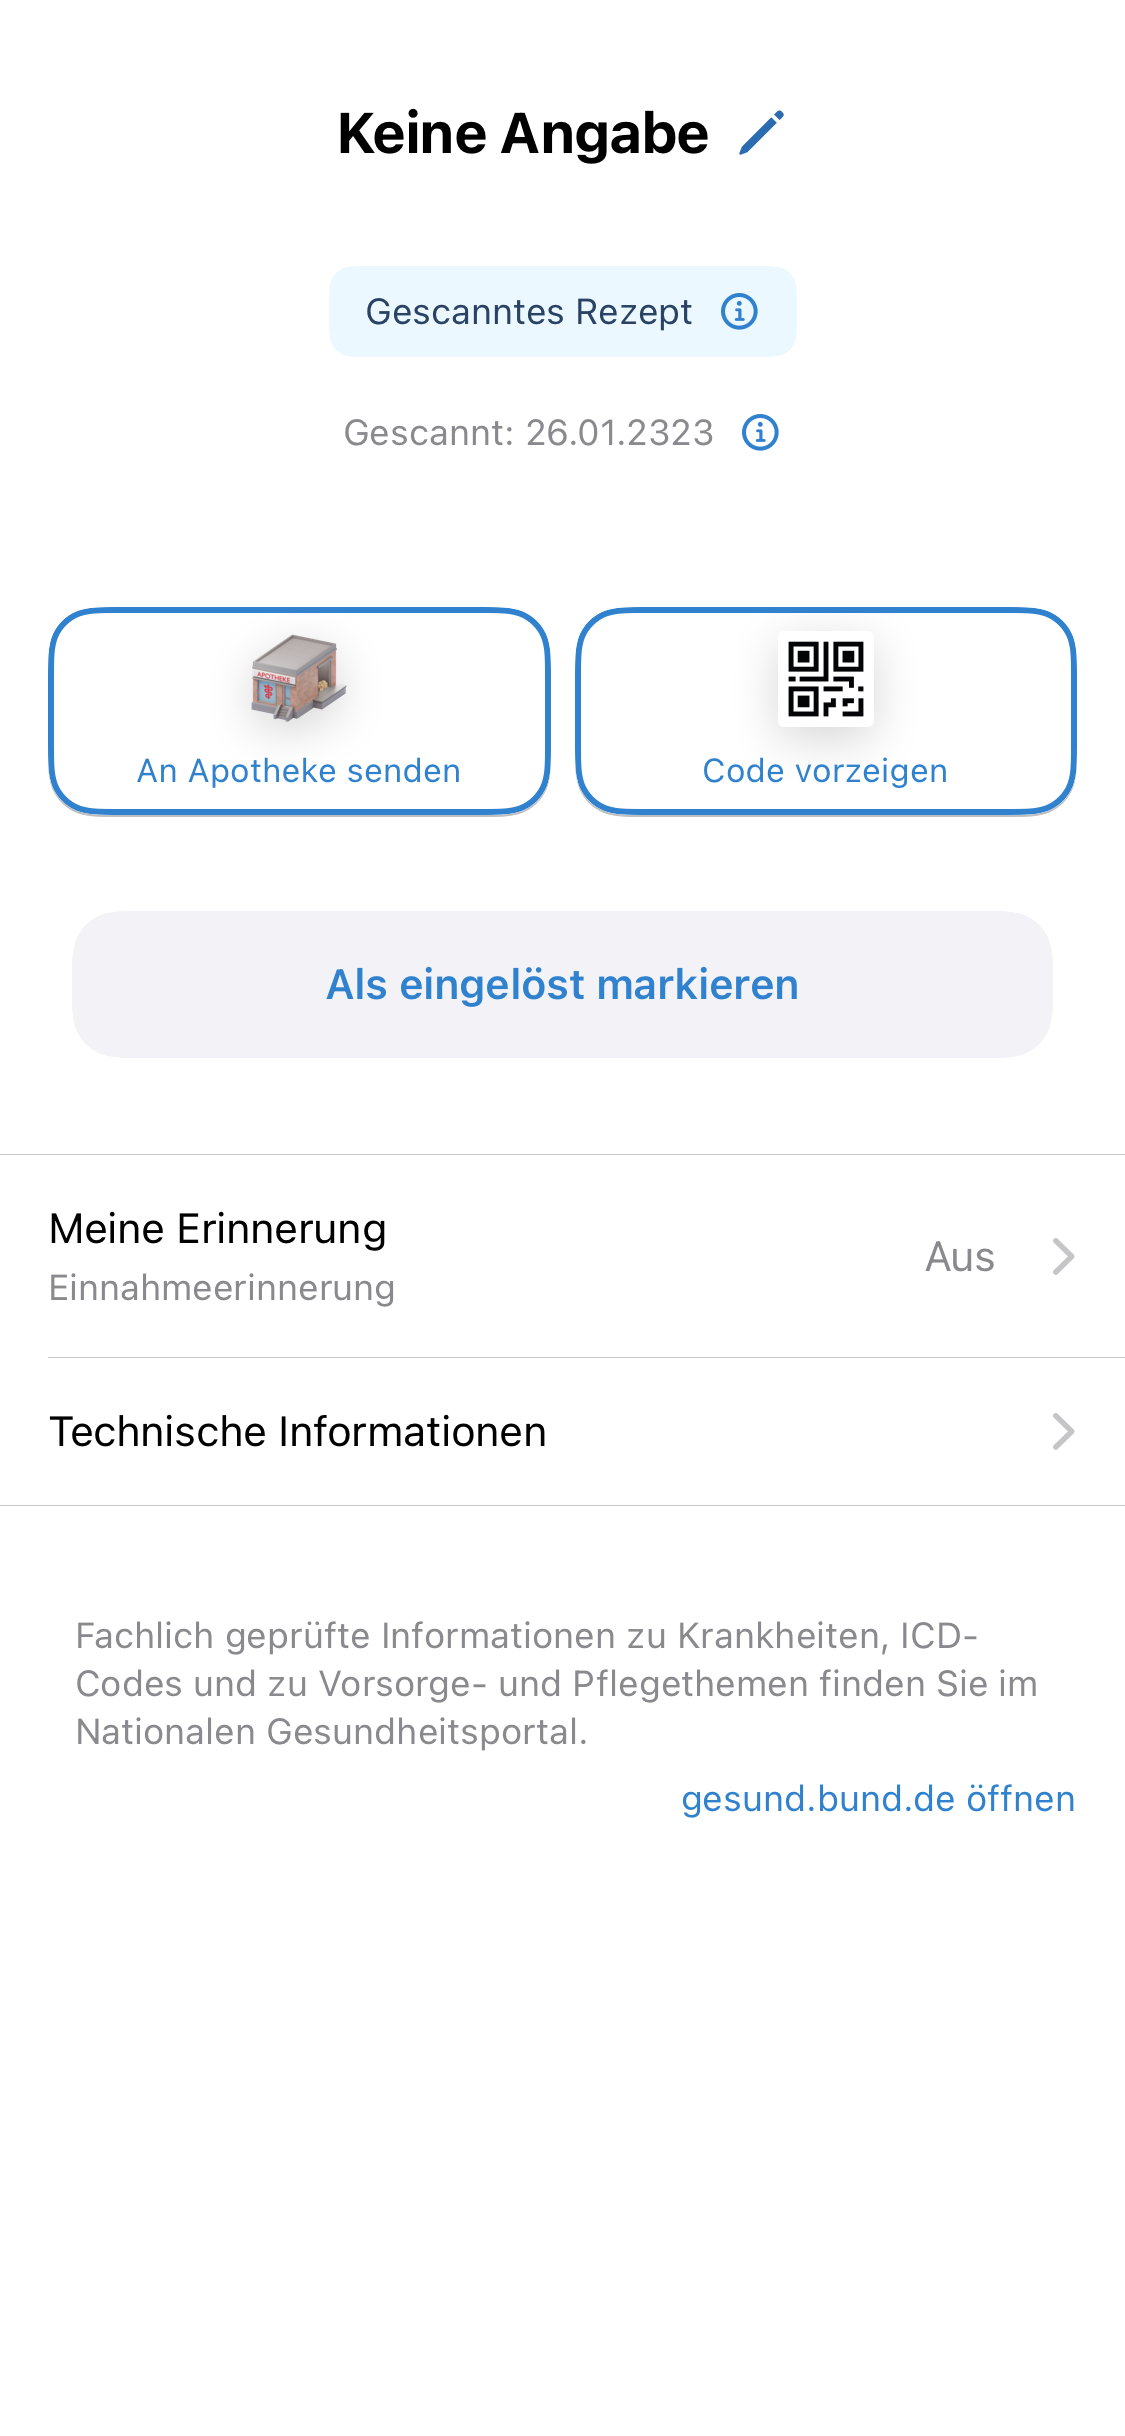 Keine Angabe
Gescanntes Rezept
Gescannt: 26.01.2323
APOTHEKE
An Apotheke senden
Code vorzeigen
Als eingelöst markieren
Meine Erinnerung
Einnahmeerinnerung
Aus
Technische Informationen
Fachlich geprüfte Informationen zu Krankheiten, ICD-
Codes und zu Vorsorge- und Pflegethemen finden Sie im
Nationalen Gesundheitsportal.
gesund.bund.de öffnen